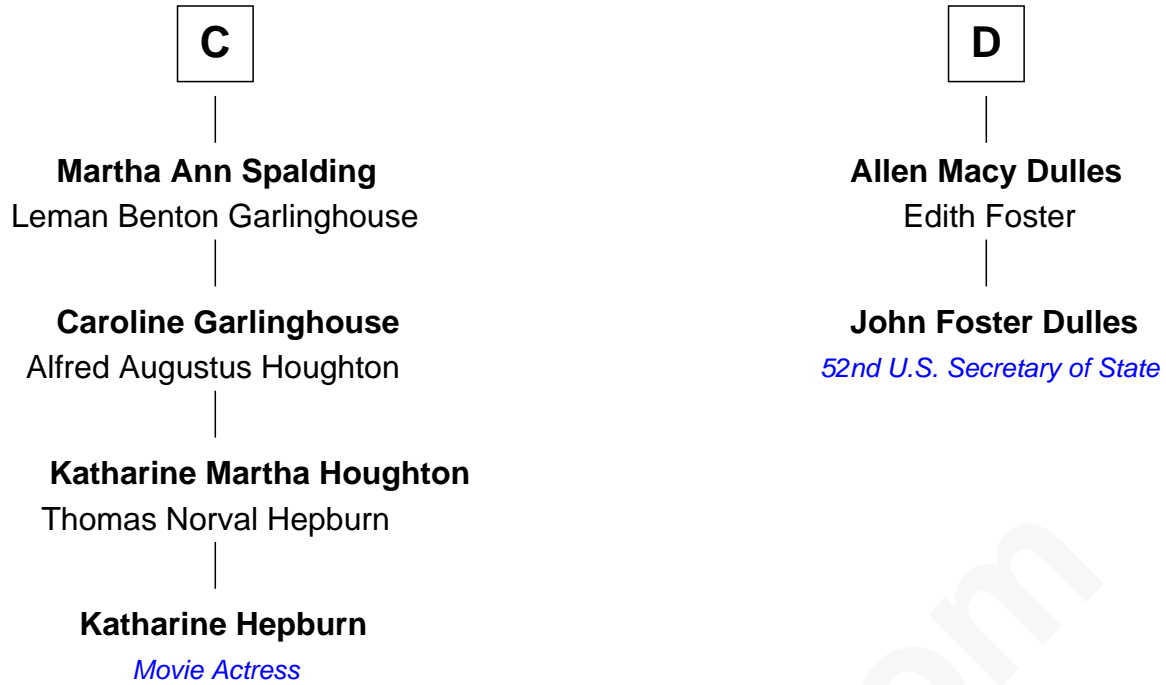 C
Martha Ann Spalding
Leman Benton Garlinghouse
Caroline Garlinghouse
Alfred Augustus Houghton
Katharine Martha Houghton
Thomas Norval Hepburn
Katharine Hepburn
Movie Actress
D
Allen Macy Dulles
Edith Foster
John Foster Dulles
52nd U.S. Secretary of State
om